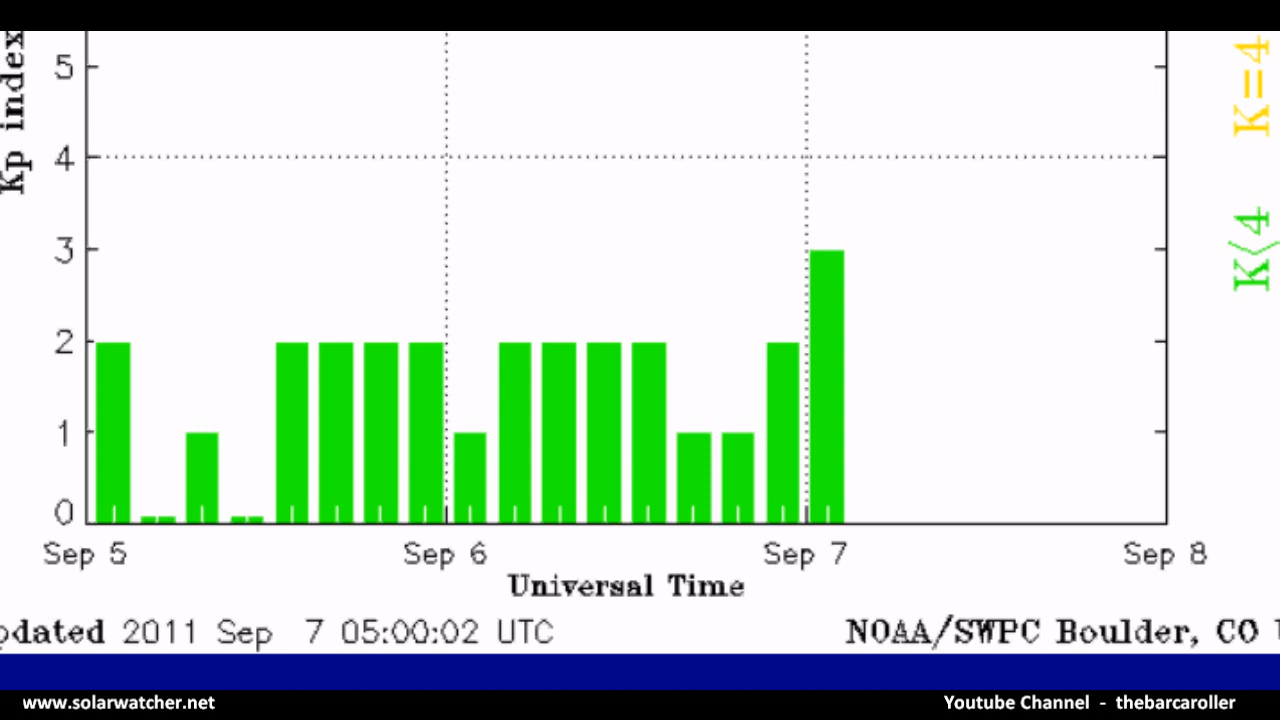 5
4
3
2
1
0
Kp index
K=4
K<4
Sep 5 Sep 6 Sep 7 Sep 8
Universal Time
pdated 2011 Sep 7 05:00:02 UTC NOAA/SWPC Boulder, CO
www.solarwatcher.net Youtube Channel - thebarcaroller